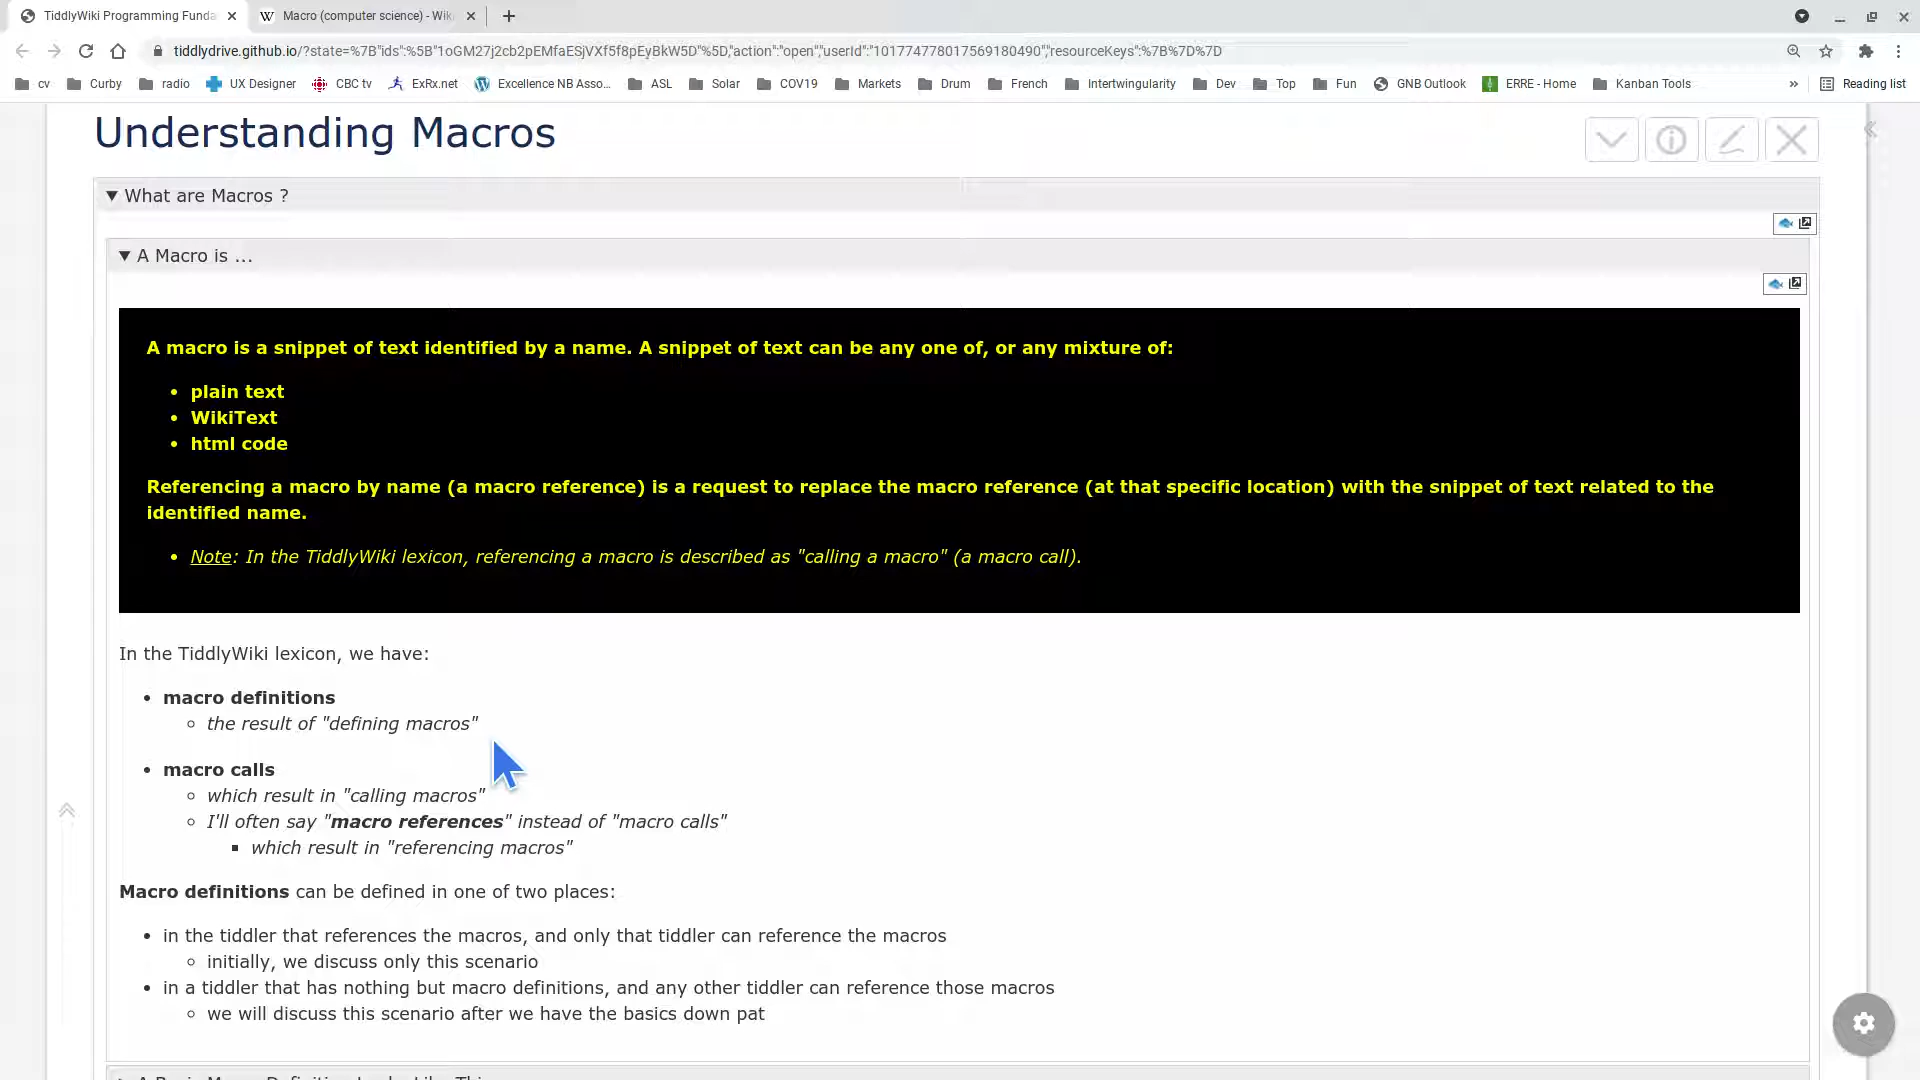 TiddlyWiki Programming Funda
Macro (computer science) - Wiki
tiddlydrive.github.io/?state=%7B"ids":%5B"1oGM27j2cb2pEMfaESjVXf5f8pEyBkW5D"%5D,"action":"open","userId":"101774778017569180490","resourceKeys":%7B%7D%7D
cv Curby radio UX Designer CBC tv ExRx.net Excellence NB Asso... ASL Solar COV19 Markets Drum French Intertwingularity Dev Top Fun GNB Outlook ERRE - Home Kanban Tools » Reading list
Understanding Macros
What are Macros ?
A Macro is ...
A macro is a snippet of text identified by a name. A snippet of text can be any one of, or any mixture of:
• plain text
• WikiText
• html code
Referencing a macro by name (a macro reference) is a request to replace the macro reference (at that specific location) with the snippet of text related to the
identified name.
• Note: In the TiddlyWiki lexicon, referencing a macro is described as "calling a macro" (a macro call).
In the TiddlyWiki lexicon, we have:
• macro definitions
◦ the result of "defining macros"
• macro calls
◦ which result in "calling macros"
◦ I'll often say "macro references" instead of "macro calls"
▪ which result in "referencing macros"
Macro definitions can be defined in one of two places:
• in the tiddler that references the macros, and only that tiddler can reference the macros
◦ initially, we discuss only this scenario
• in a tiddler that has nothing but macro definitions, and any other tiddler can reference those macros
◦ we will discuss this scenario after we have the basics down pat